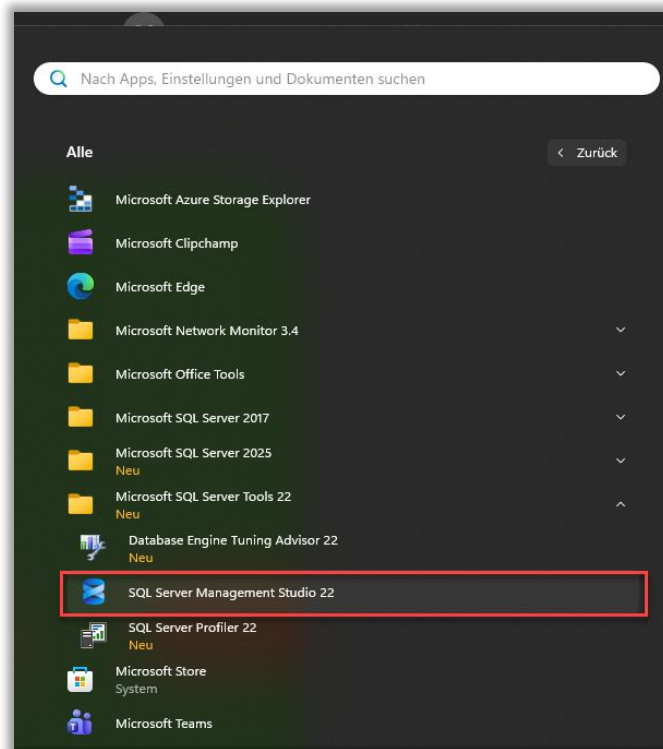 Nach Apps, Einstellungen und Dokumenten suchen
Alle
Zurück
Microsoft Azure Storage Explorer
Microsoft Clipchamp
Microsoft Edge
Microsoft Network Monitor 3.4
Microsoft Office Tools
Microsoft SQL Server 2017
Microsoft SQL Server 2025
Neu
Microsoft SQL Server Tools 22
Neu
Database Engine Tuning Advisor 22
Neu
SQL Server Management Studio 22
SQL Server Profiler 22
Neu
Microsoft Store
System
Microsoft Teams